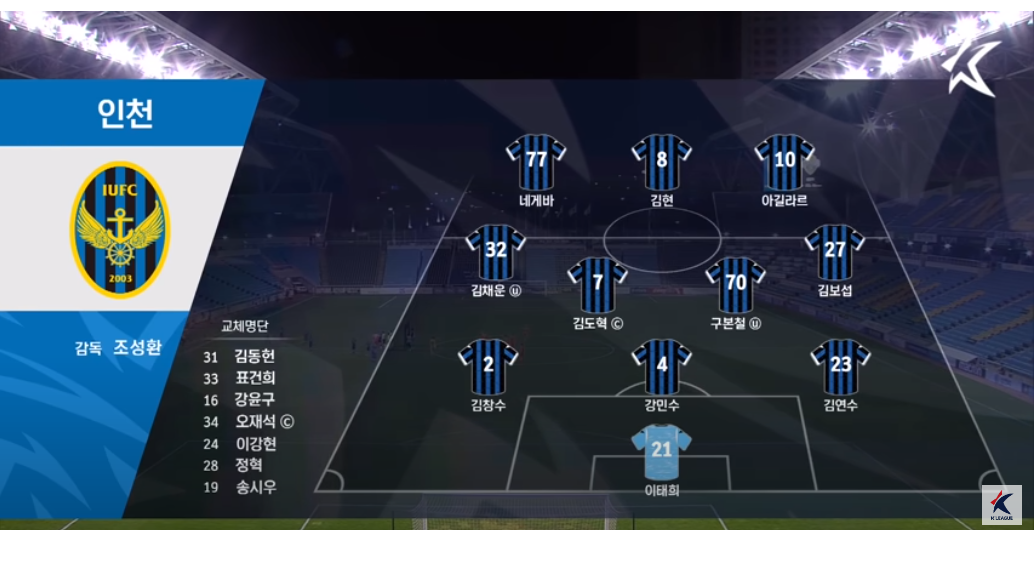 인천
IUFC
2003
감독 조성환
교체명단
31 김동현
33 표건희
16 강윤구
34 오재석 ⓒ
24 이강현
28 정혁
19 송시우
77
네게바
8
김현
10
아길라르
32
김채운 ⓤ
27
김보섭
7
김도혁 ⓒ
70
구본철 ⓤ
2
김창수
4
강민수
23
김연수
21
이태희
K LEAGUE